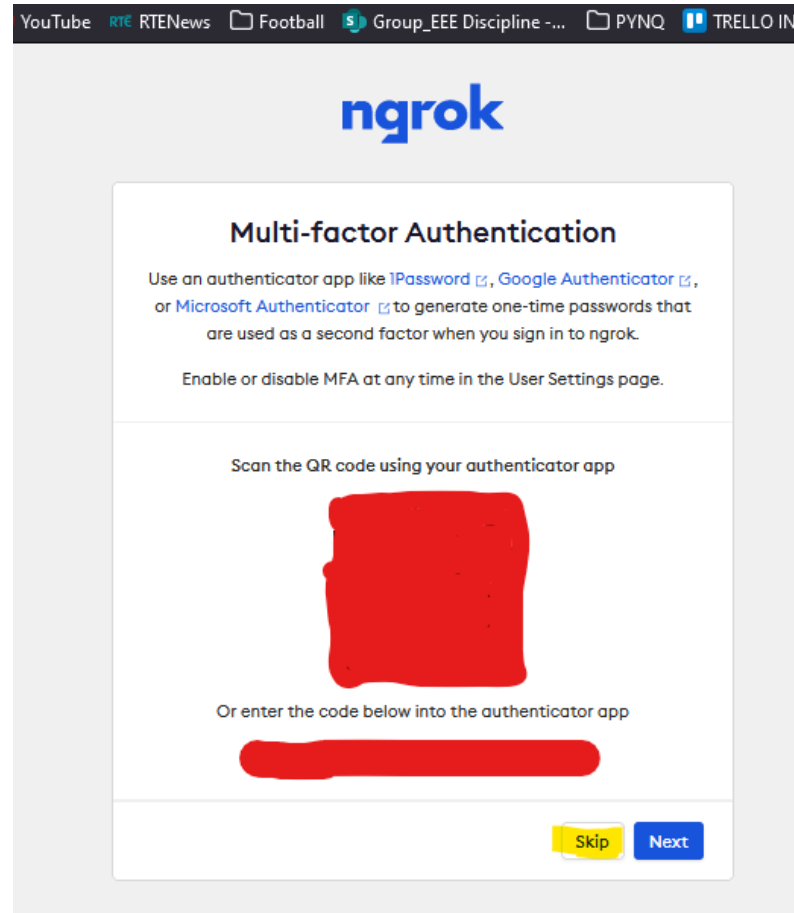 YouTube RTÉ RTENews Football Group_EEE Discipline -... PYNQ TRELLO IN
ngrok
Multi-factor Authentication
Use an authenticator app like 1Password, Google Authenticator,
or Microsoft Authenticator to generate one-time passwords that
are used as a second factor when you sign in to ngrok.
Enable or disable MFA at any time in the User Settings page.
Scan the QR code using your authenticator app
Or enter the code below into the authenticator app
Skip Next